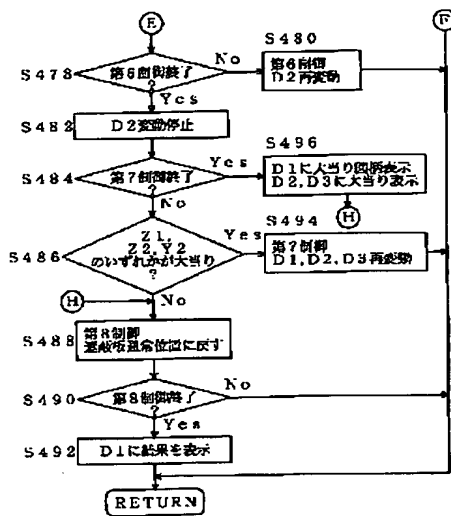 E
F
S480
S478
第6制御終了
?
No
第6制御
D2再変動
Yes
S482
D2変動停止
S496
S484
第7制御終了
?
Yes
D1に大当り図柄表示
D2,D3に大当り表示
No
H
S494
S486
Z1,
Z2,Y2
のいずれかが大当り
?
Yes
第7制御
D1,D2,D3再変動
H
No
S488
第8制御
遮蔽板通常位置に戻す
S490
第8制御終了
?
No
Yes
S492
D1に結果を表示
RETURN